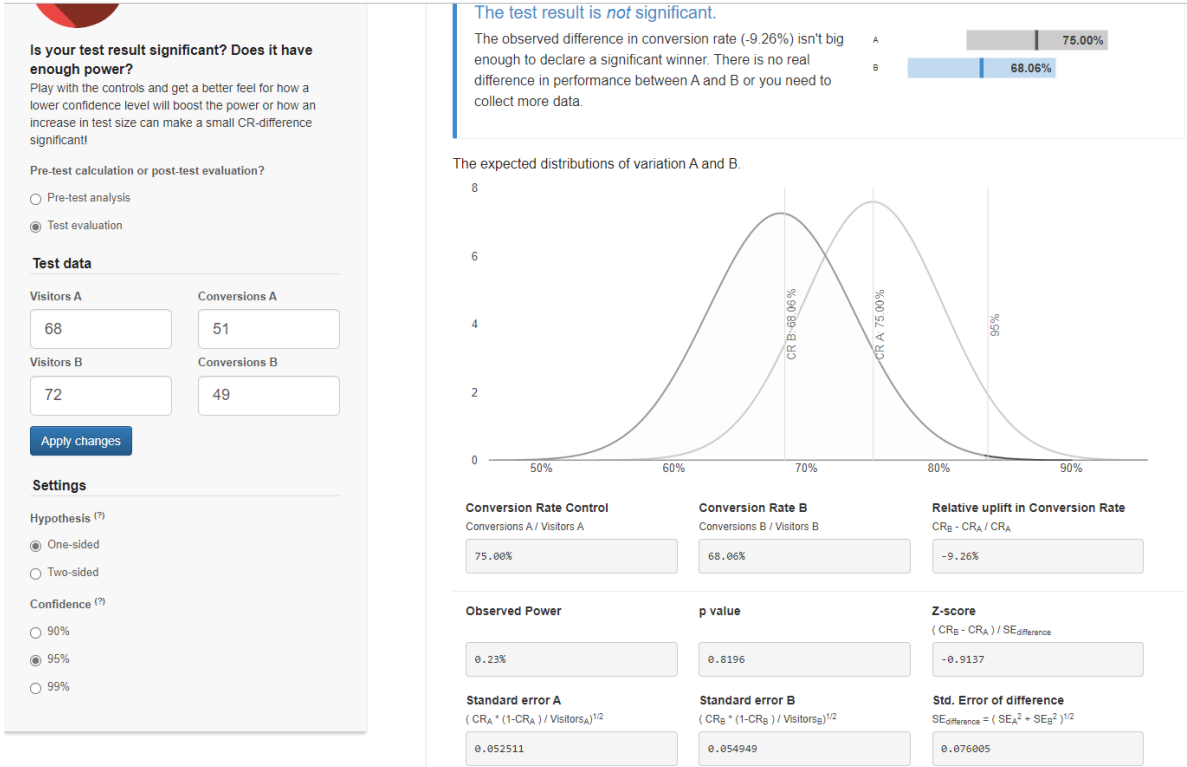 Is your test result significant? Does it have
enough power?
Play with the controls and get a better feel for how a
lower confidence level will boost the power or how an
increase in test size can make a small CR-difference
significant!
Pre-test calculation or post-test evaluation?
Pre-test analysis
Test evaluation
Test data
Visitors A
Conversions A
68
51
Visitors B
Conversions B
72
49
Apply changes
Settings
Hypothesis (?)
One-sided
Two-sided
Confidence (?)
90%
95%
99%
The test result is not significant.
The observed difference in conversion rate (-9.26%) isn't big
enough to declare a significant winner. There is no real
difference in performance between A and B or you need to
collect more data.
A
75.00%
B
68.06%
The expected distributions of variation A and B.
8
6
4
2
0
CR B: 68.06%
CR A: 75.00%
95%
50%
60%
70%
80%
90%
Conversion Rate Control
Conversions A / Visitors A
75.00%
Conversion Rate B
Conversions B / Visitors B
68.06%
Relative uplift in Conversion Rate
CRB - CRA / CRA
-9.26%
Observed Power
0.23%
p value
0.8196
Z-score
( CRB - CRA ) / SEdifference
-0.9137
Standard error A
( CRA * (1-CRA ) / VisitorsA)1/2
0.052511
Standard error B
( CRB * (1-CRB ) / VisitorsB)1/2
0.054949
Std. Error of difference
SEdifference = ( SEA2 + SEB2 )1/2
0.076005